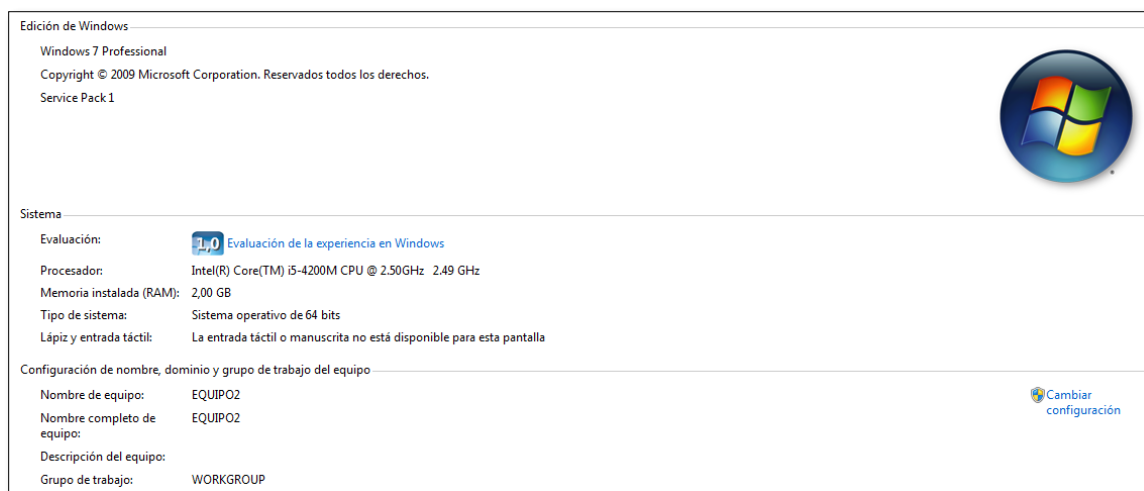 Edición de Windows
Windows 7 Professional
Copyright © 2009 Microsoft Corporation. Reservados todos los derechos.
Service Pack 1
Sistema
Evaluación: 1,0 Evaluación de la experiencia en Windows
Procesador: Intel(R) Core(TM) i5-4200M CPU @ 2.50GHz 2.49 GHz
Memoria instalada (RAM): 2,00 GB
Tipo de sistema: Sistema operativo de 64 bits
Lápiz y entrada táctil: La entrada táctil o manuscrita no está disponible para esta pantalla
Configuración de nombre, dominio y grupo de trabajo del equipo
Nombre de equipo: EQUIPO2
Cambiar
configuración
Nombre completo de
equipo: EQUIPO2
Descripción del equipo:
Grupo de trabajo: WORKGROUP